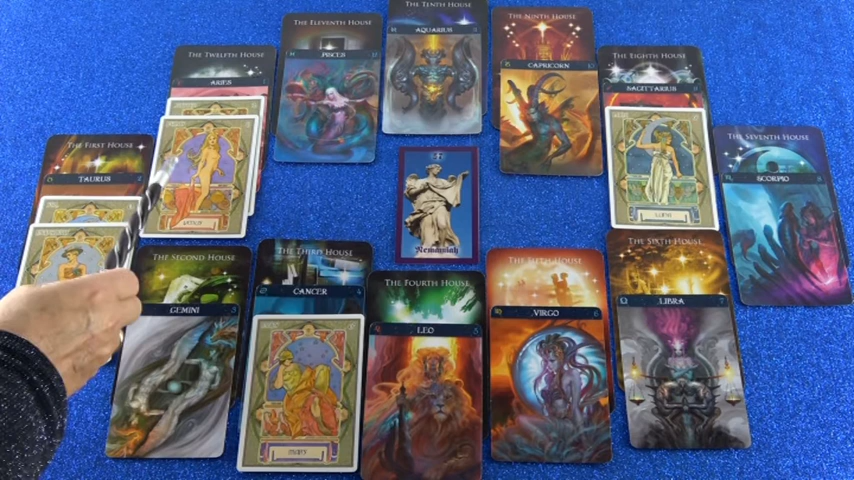 THE TENTH HOUSE
AQUARIUS
THE ELEVENTH HOUSE
PISCES
THE NINTH HOUSE
CAPRICORN
THE TWELFTH HOUSE
ARIES
THE EIGHTH HOUSE
SAGITTARIUS
THE FIRST HOUSE
TAURUS
THE SEVENTH HOUSE
SCORPIO
VENUS
Nemamiah
THE SECOND HOUSE
GEMINI
THE THIRD HOUSE
CANCER
THE FOURTH HOUSE
LEO
THE FIFTH HOUSE
VIRGO
THE SIXTH HOUSE
LIBRA